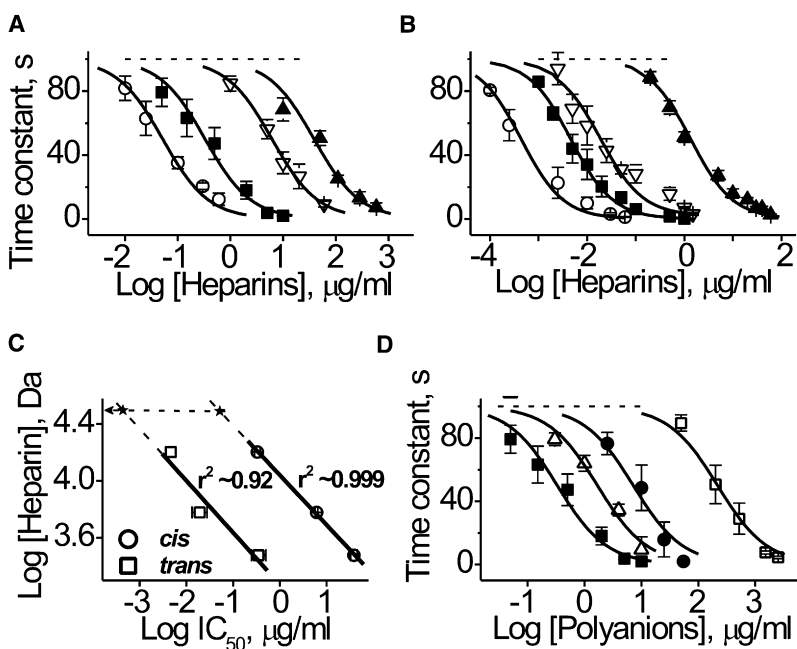 A
Time constant, s
80
40
0
-2
-1
0
1
2
3
Log [Heparins], μg/ml
B
Time constant, s
80
40
0
-4
-2
0
2
Log [Heparins], μg/ml
C
Log [Heparin], Da
4.4
4.0
3.6
r² ~0.92
r² ~0.999
cis
trans
-3
-2
-1
0
1
Log IC₅₀, μg/ml
D
Time constant, s
80
40
0
-1
0
1
2
3
Log [Polyanions], μg/ml